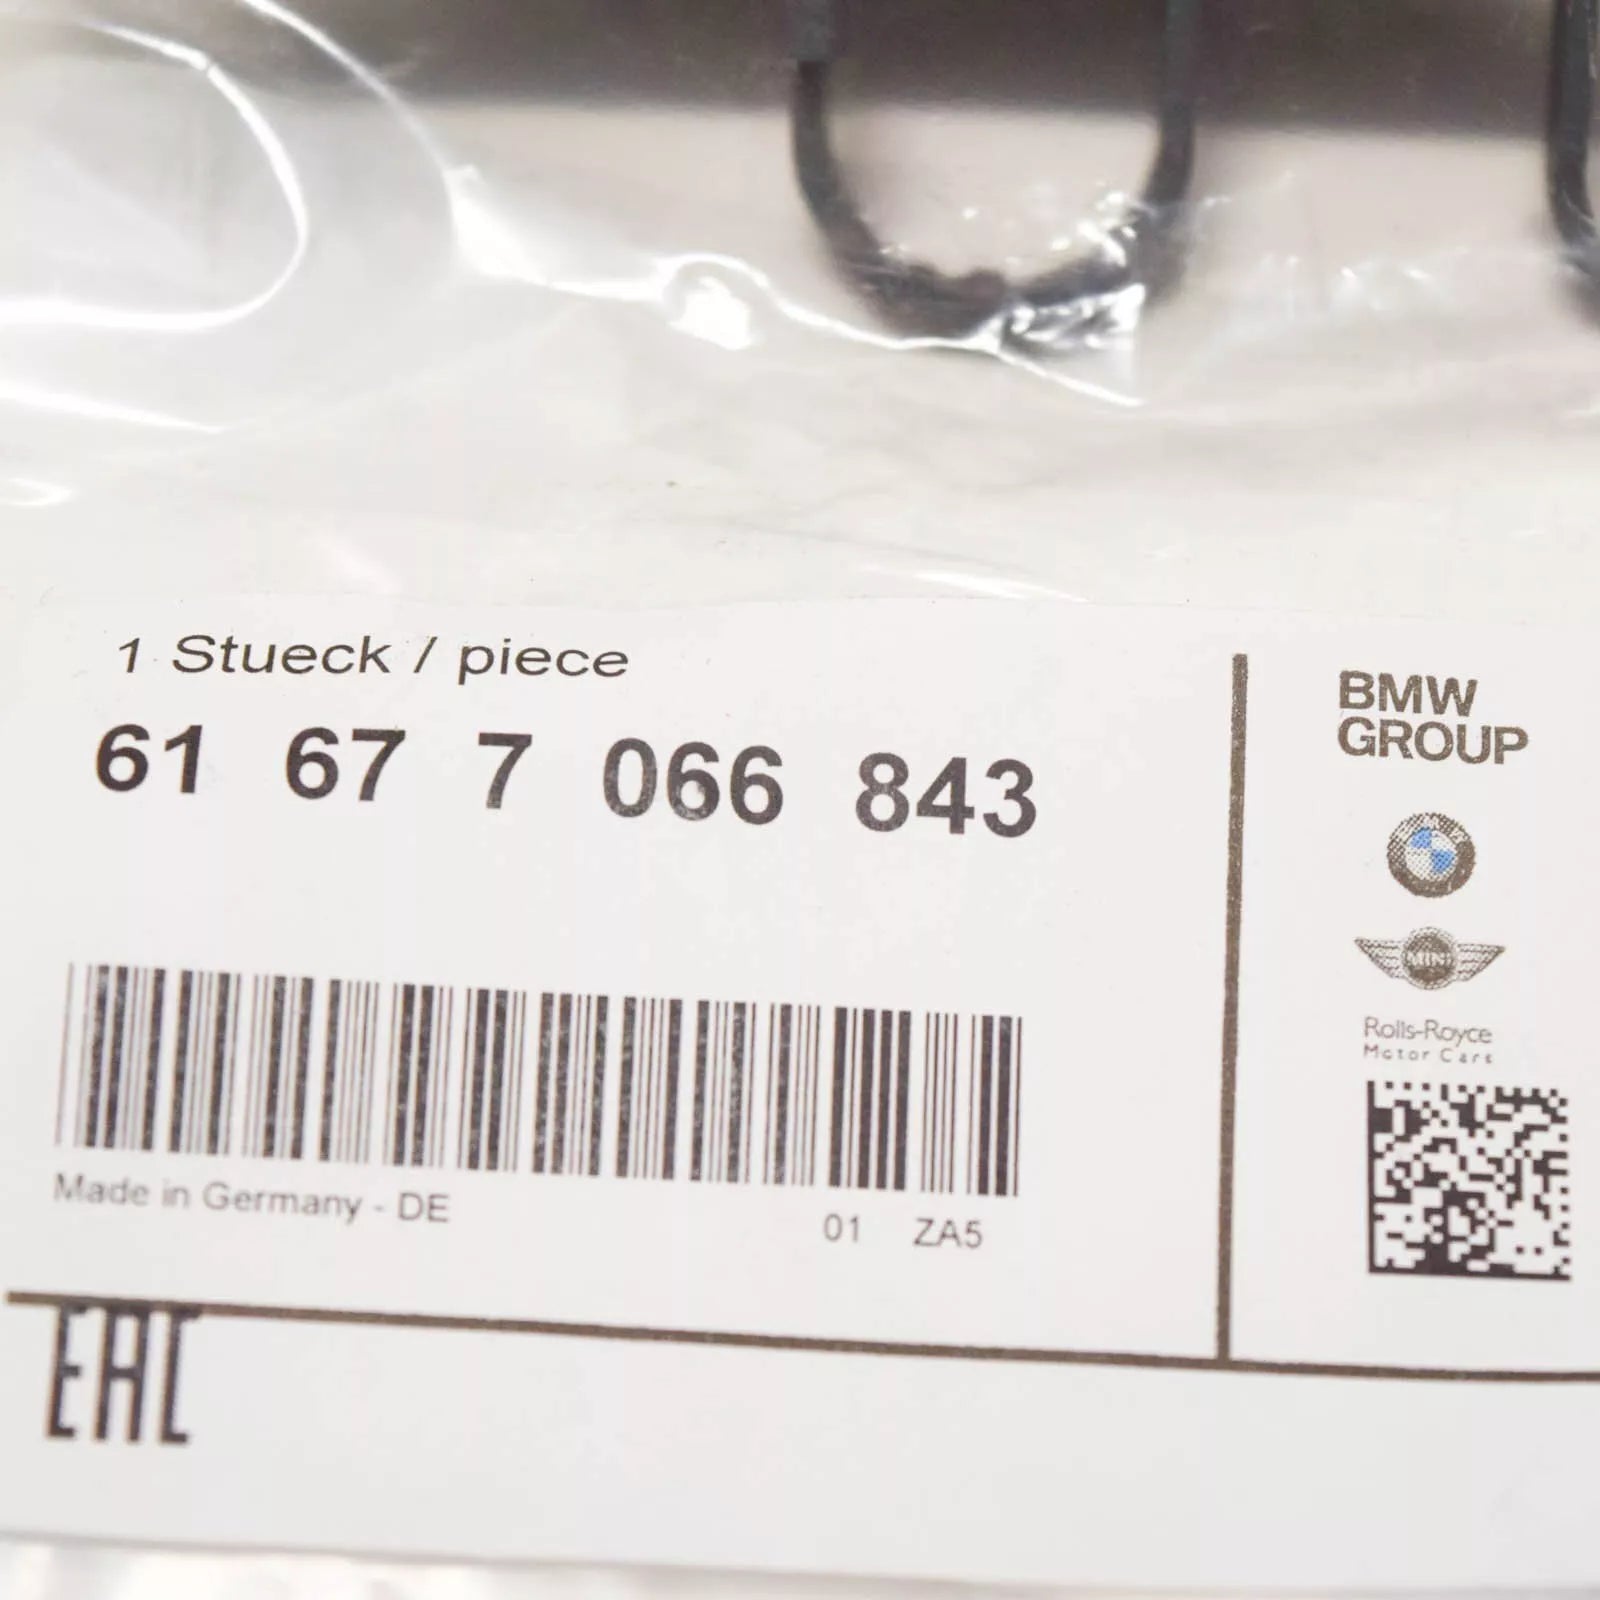 1 Stueck / piece
61 67 7 066 843
Made in Germany - DE
01 ZA5
EAC
BMW
GROUP
MINI
Rolls-Royce
Motor Cars